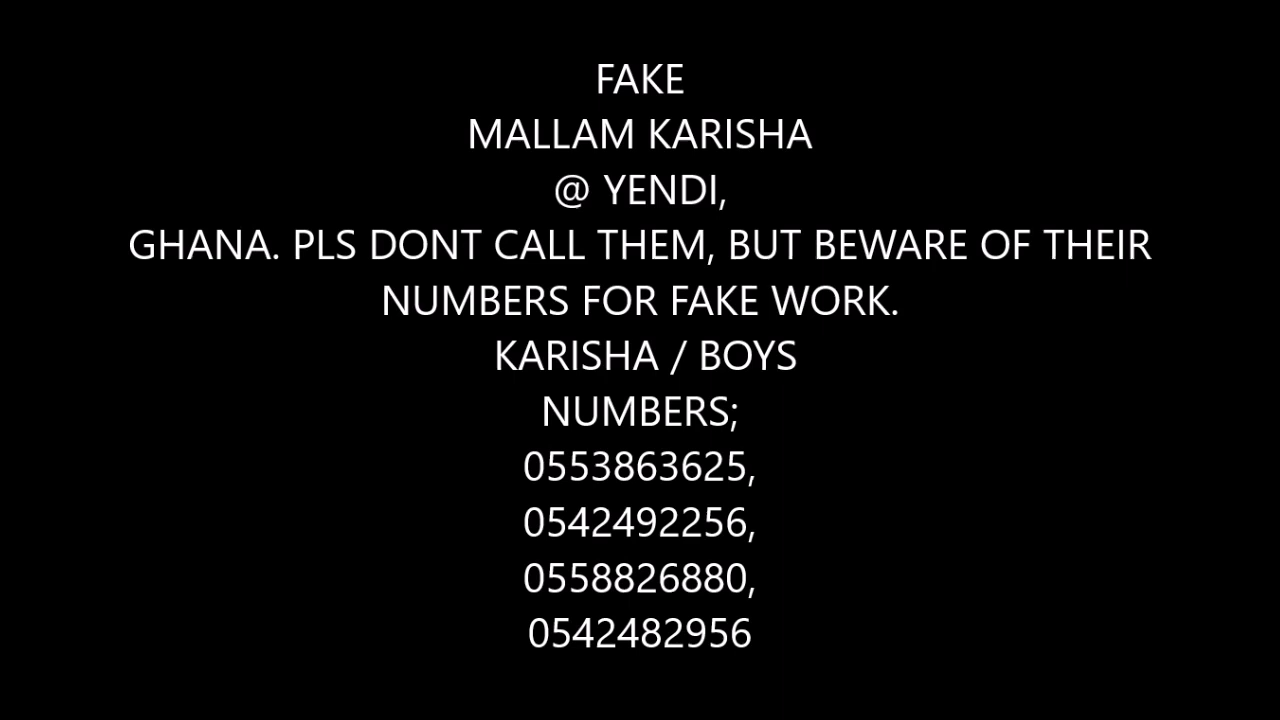 FAKE
MALLAM KARISHA
@ YENDI,
GHANA. PLS DONT CALL THEM, BUT BEWARE OF THEIR
NUMBERS FOR FAKE WORK.
KARISHA / BOYS
NUMBERS;
0553863625,
0542492256,
0558826880,
0542482956